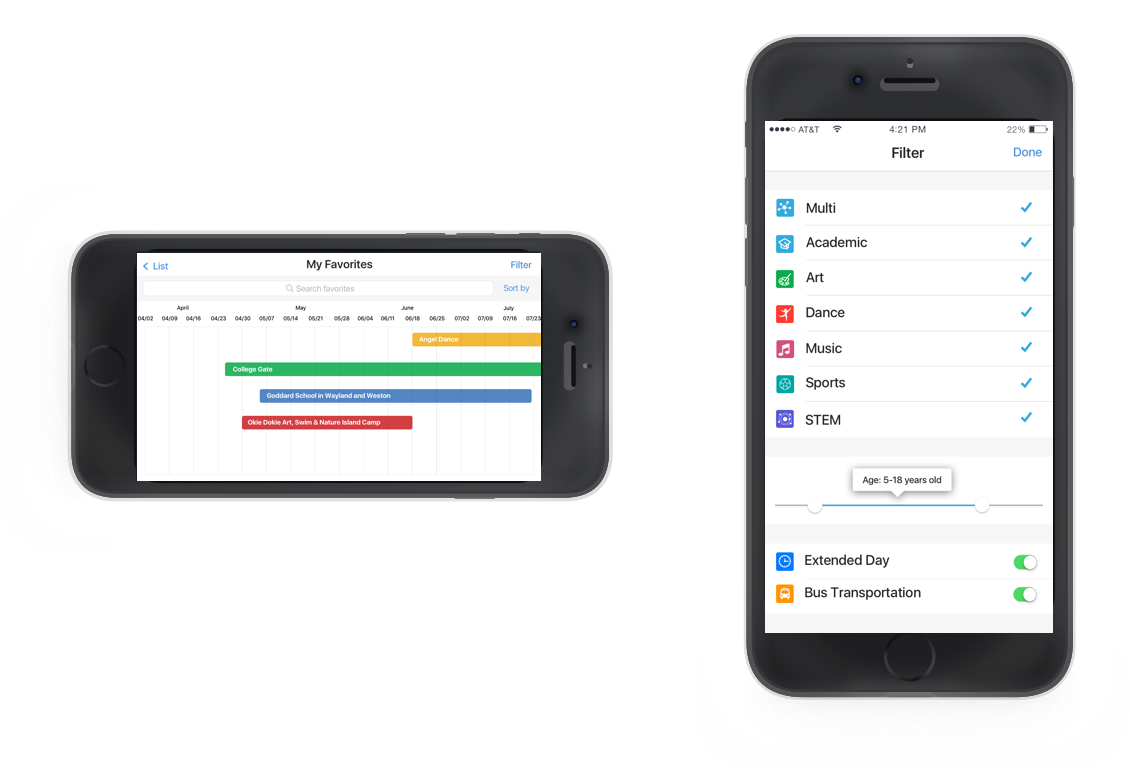 List My Favorites Filter
Search favorites Sort by
April May June July
04/02 04/09 04/16 04/23 04/30 05/07 05/14 05/21 05/28 06/04 06/11 06/18 06/25 07/02 07/09 07/16 07/23
Angel Dance
College Gate
Goddard School in Wayland and Weston
Okie Dokie Art, Swim & Nature Island Camp
AT&T 4:21 PM 22%
Filter Done
Multi
Academic
Art
Dance
Music
Sports
STEM
Age: 5-18 years old
Extended Day
Bus Transportation